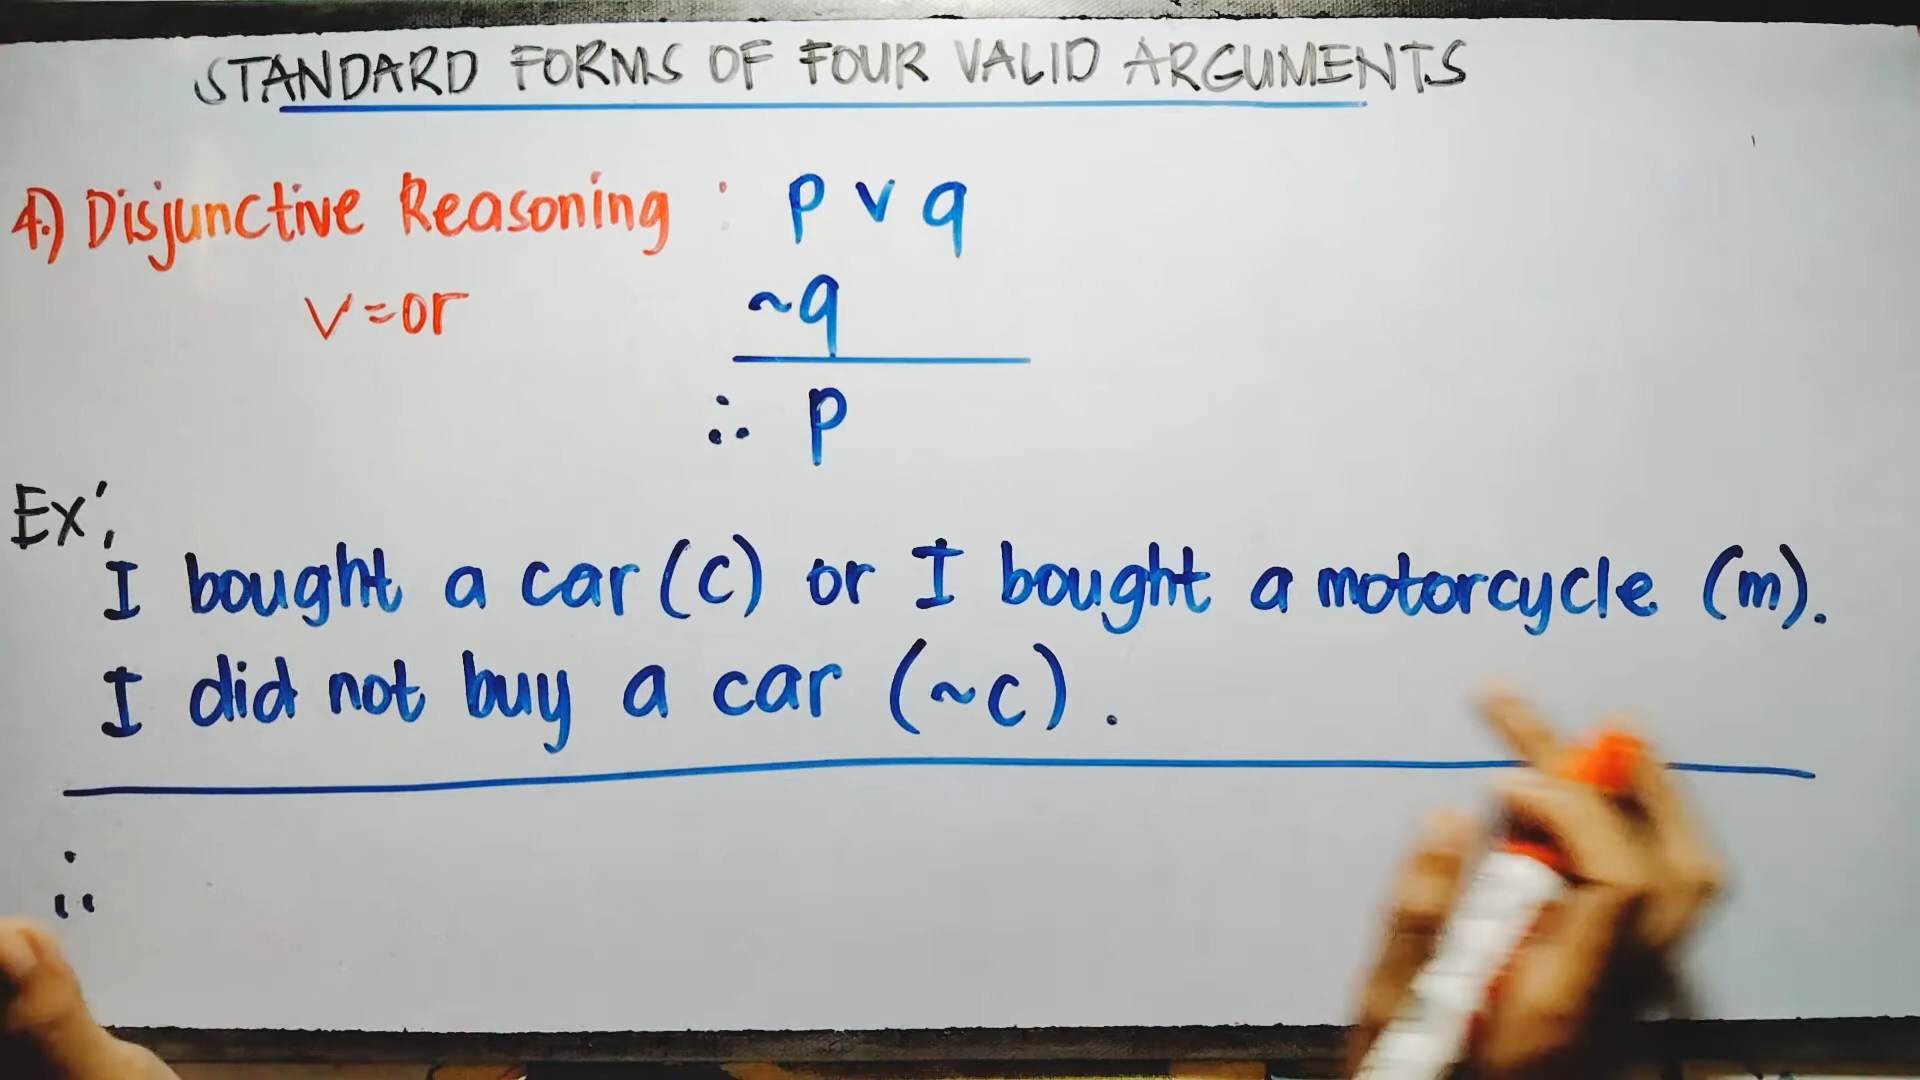 STANDARD FORMS OF FOUR VALID ARGUMENTS
4.) Disjunctive Reasoning : p v q
v = or
~q
∴ p
Ex:
I bought a car (c) or I bought a motorcycle (m).
I did not buy a car (~c).
∴